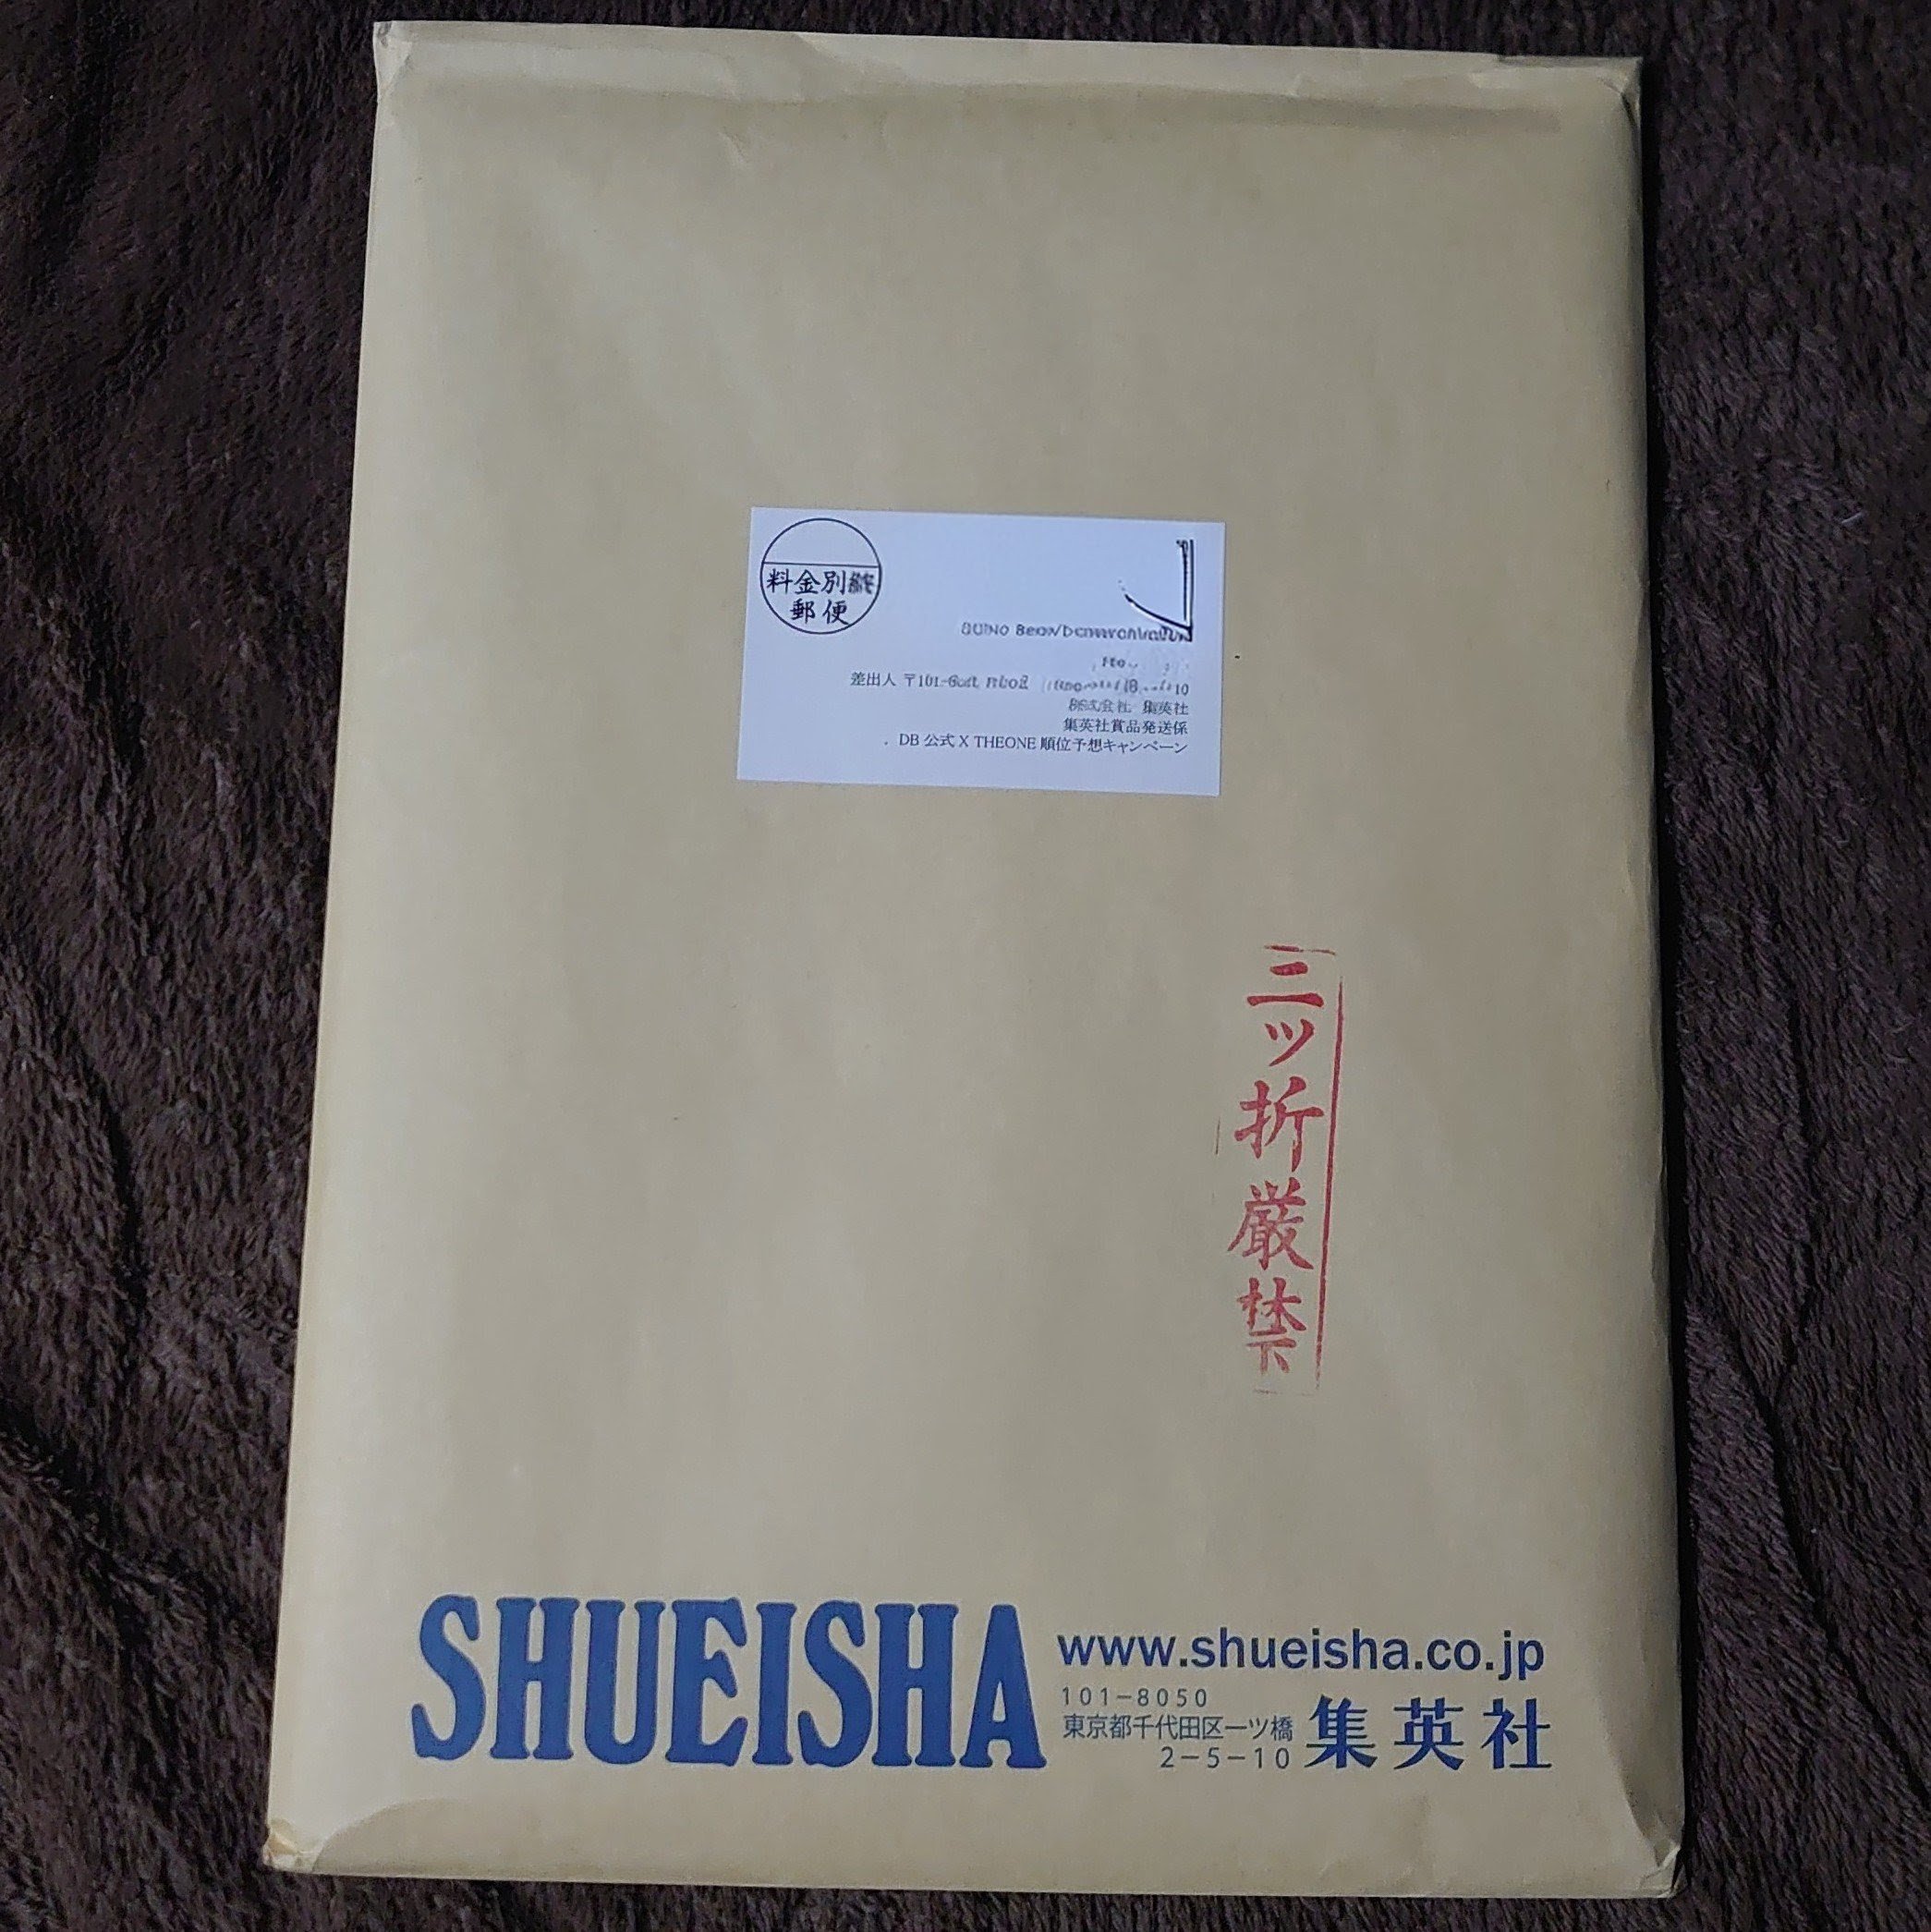 料金別
郵便
差出人 〒101-
10
集英社
集英社賞品発送係
DB 公式 X THEONE 順位予想キャンペーン
三ッ折厳禁
SHUEISHA
www.shueisha.co.jp
101-8050
東京都千代田区一ツ橋
2-5-10
集英社